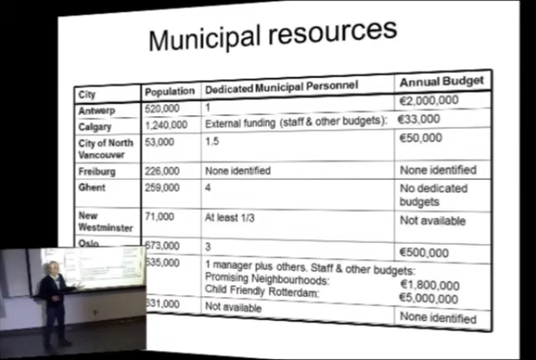 Municipal resources
City Population Dedicated Municipal Personnel Annual Budget
Antwerp 520,000 1 €2,000,000
Calgary 1,240,000 External funding (staff & other budgets): €33,000
City of North 53,000 1.5 €50,000
Vancouver
Freiburg 226,000 None identified None identified
Ghent 259,000 4 No dedicated
budgets
New 71,000 At least 1/3 Not available
Westminster
Oslo 673,000 3 €500,000
635,000 1 manager plus others. Staff & other budgets:
Promising Neighbourhoods: €1,800,000
Child Friendly Rotterdam: €5,000,000
631,000 Not available None identified